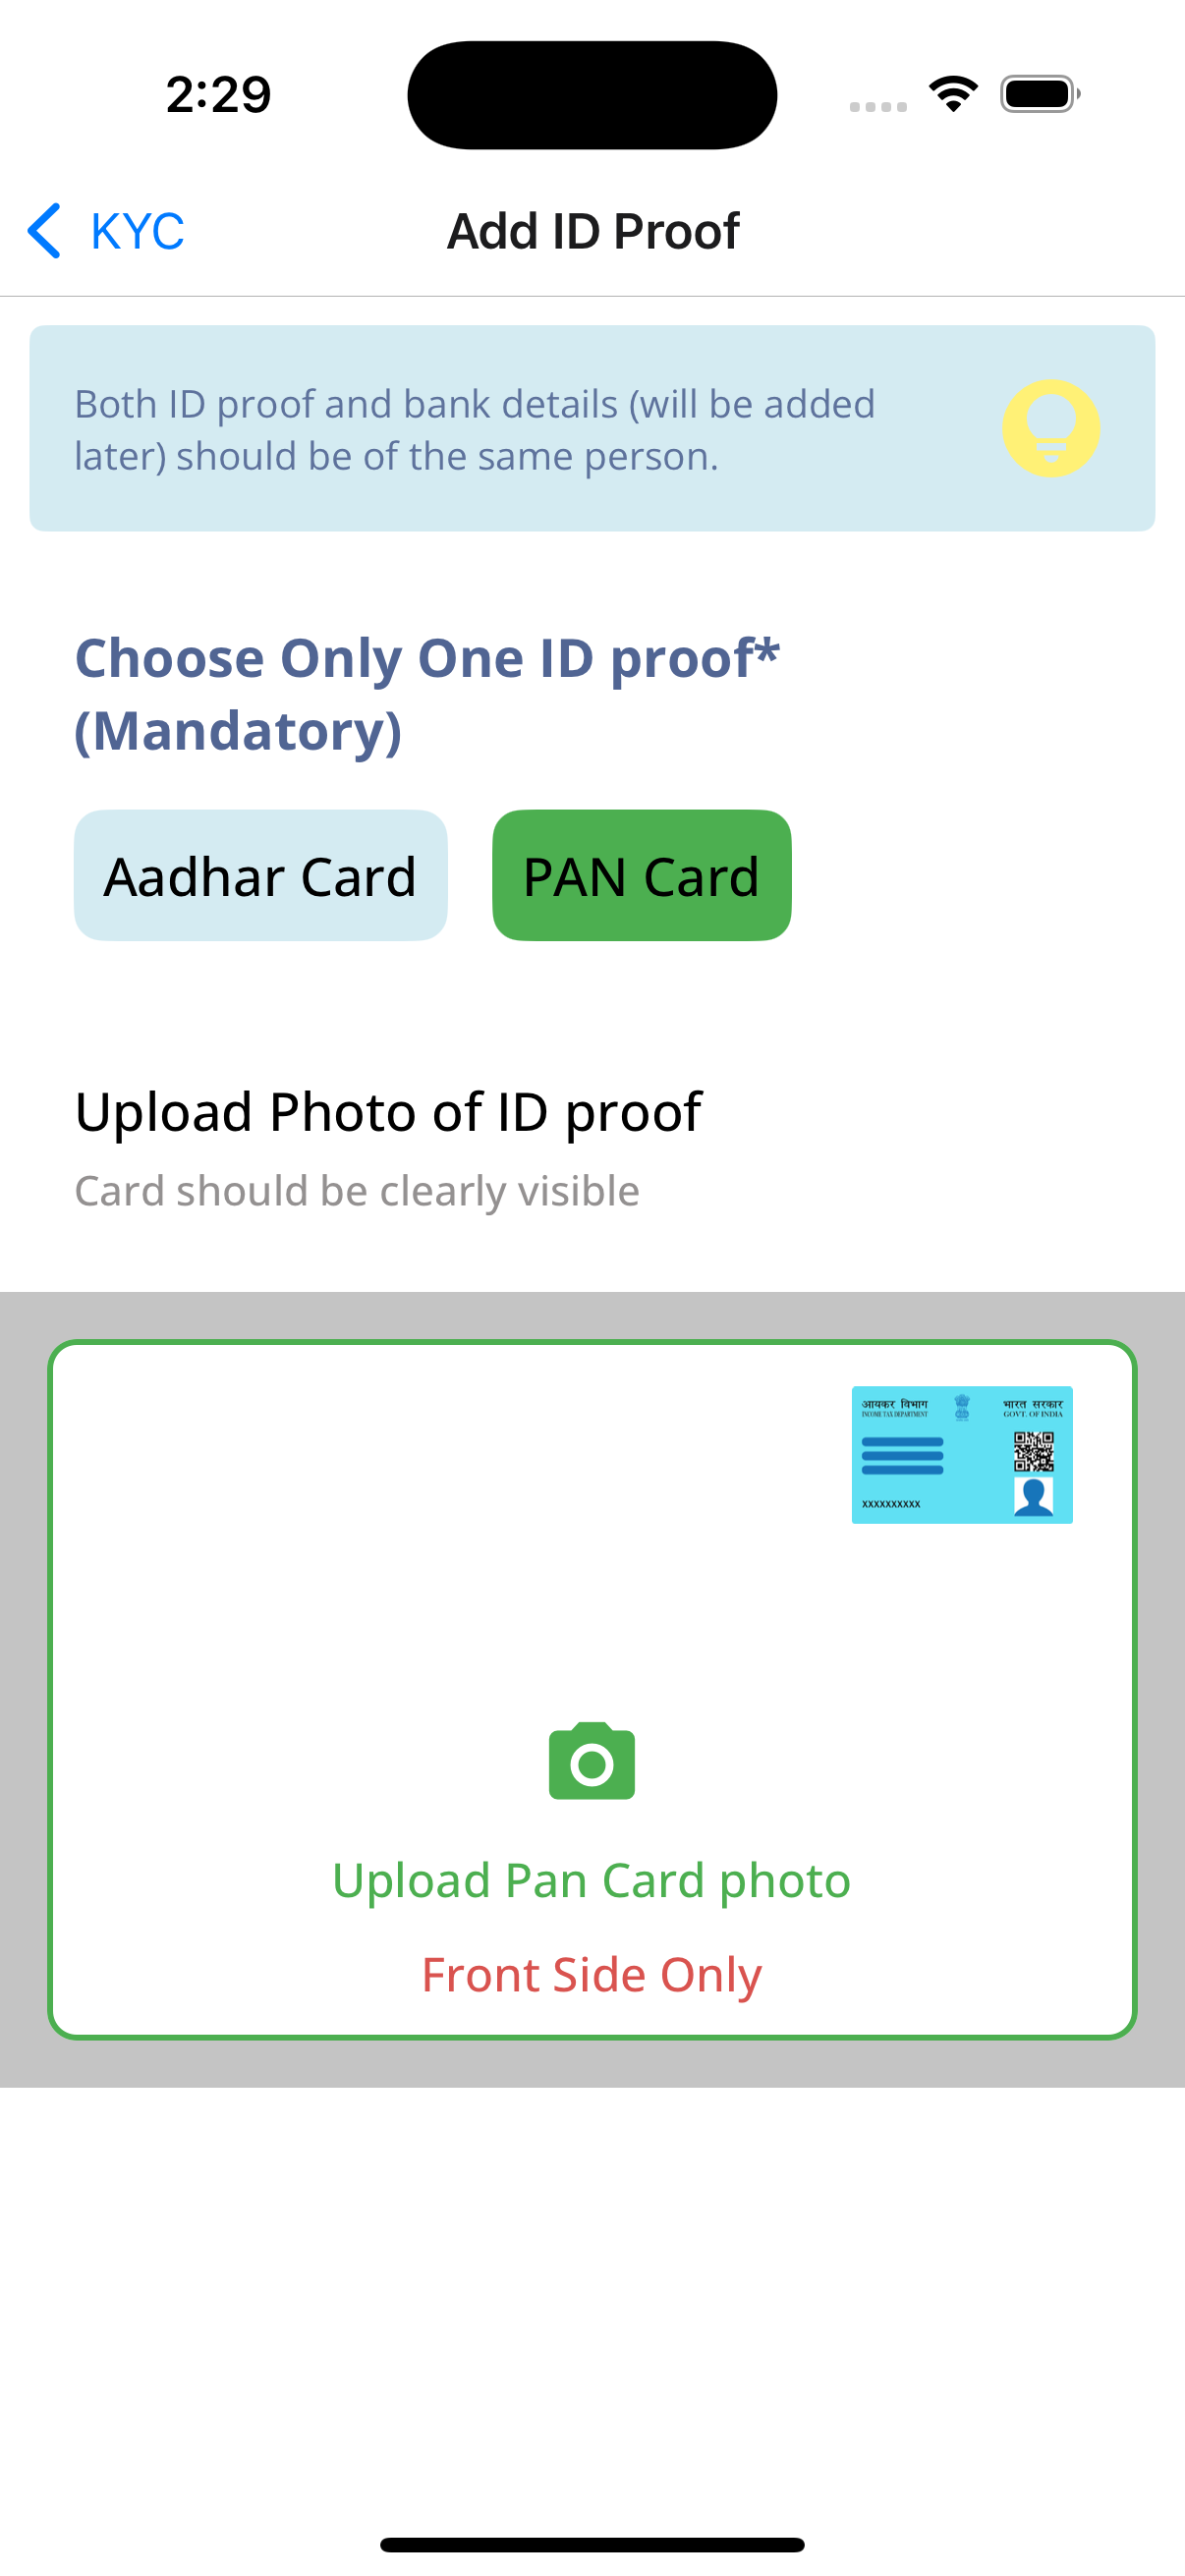 2:29
KYC
Add ID Proof
Both ID proof and bank details (will be added
later) should be of the same person.
Choose Only One ID proof*
(Mandatory)
Aadhar Card
PAN Card
Upload Photo of ID proof
Card should be clearly visible
आयकर विभाग
INCOME TAX DEPARTMENT
भारत सरकार
GOVT. OF INDIA
xxxxxxxxxx
Upload Pan Card photo
Front Side Only